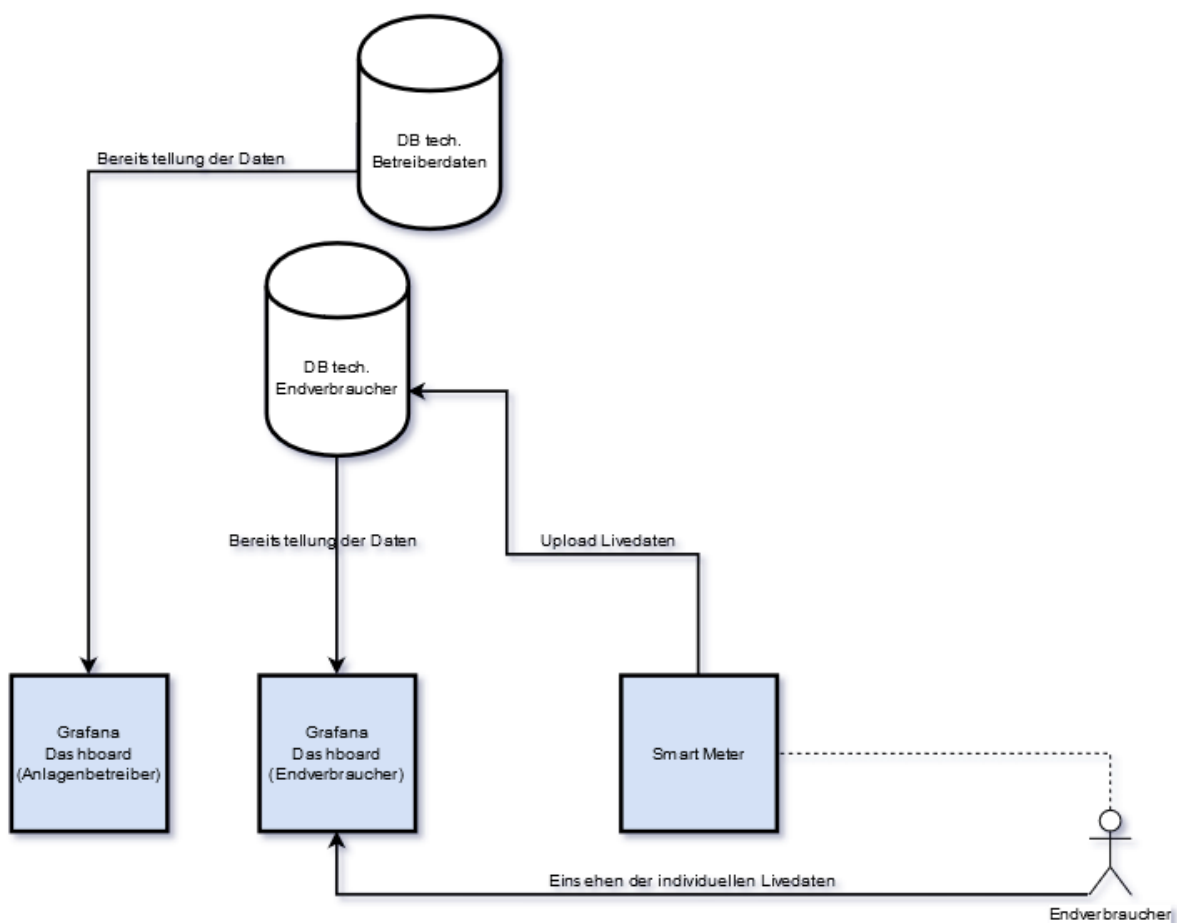 DB tech.
Betreiberdaten
Bereitstellung der Daten
DB tech.
Endverbraucher
Bereitstellung der Daten
Upload Livedaten
Grafana
Dashboard
(Anlagenbetreiber)
Grafana
Dashboard
(Endverbraucher)
Smart Meter
Einsehen der individuellen Livedaten
Endverbraucher